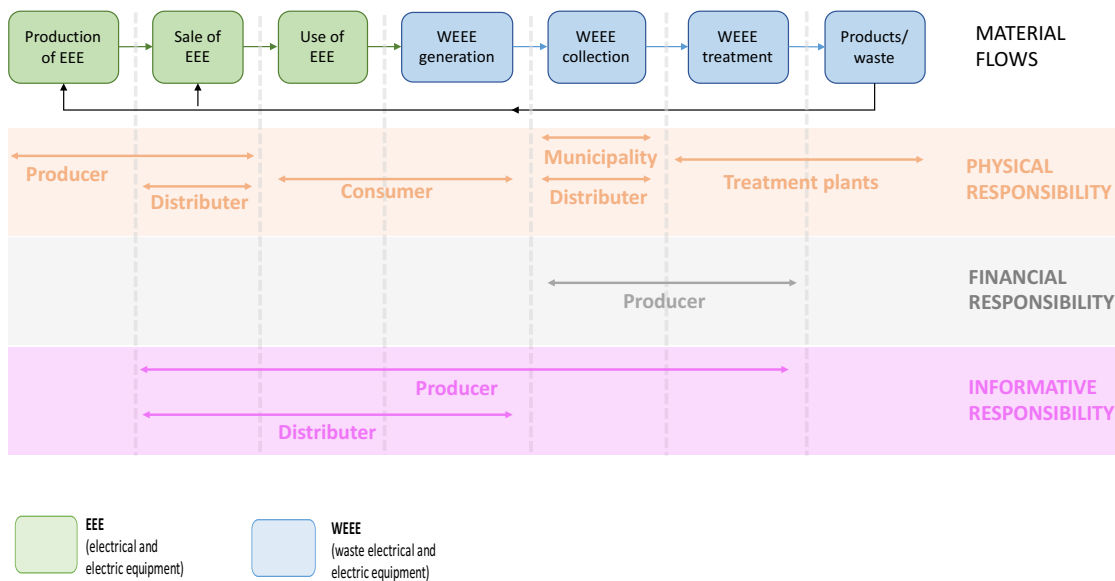 Production
of EEE
Sale of
EEE
Use of
EEE
WEEE
generation
WEEE
collection
WEEE
treatment
Products/
waste
MATERIAL
FLOWS
Producer
Distributer
Consumer
Municipality
Distributer
Treatment plants
PHYSICAL
RESPONSIBILITY
Producer
FINANCIAL
RESPONSIBILITY
Producer
Distributer
INFORMATIVE
RESPONSIBILITY
EEE
(electrical and
electric equipment)
WEEE
(waste electrical and
electric equipment)